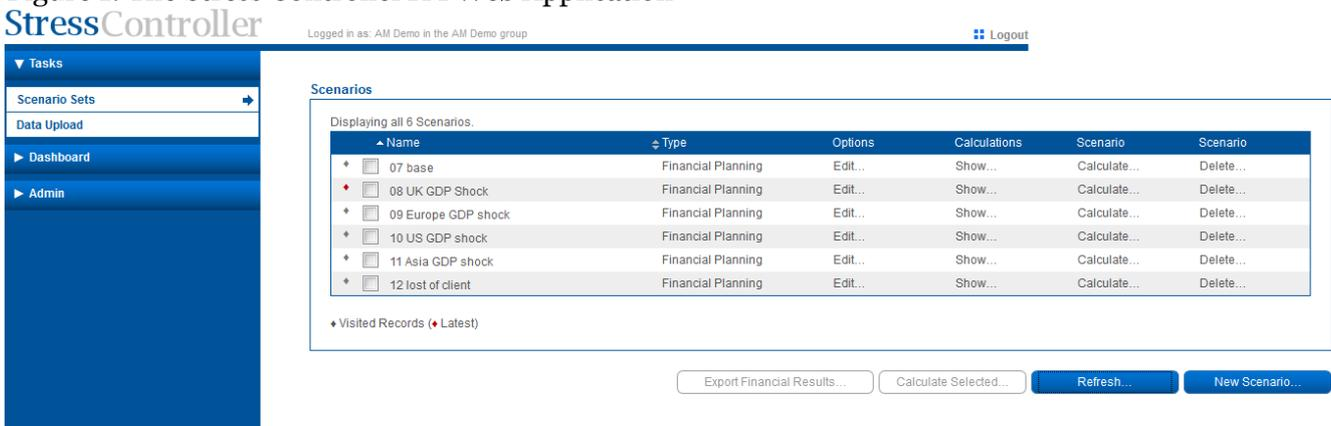 StressController
Logged in as: AM Demo in the AM Demo group
Logout
Tasks
Scenario Sets
Data Upload
Dashboard
Admin
Scenarios
Displaying all 6 Scenarios.
Name Type Options Calculations Scenario Scenario
07 base Financial Planning Edit... Show... Calculate... Delete...
08 UK GDP Shock Financial Planning Edit... Show... Calculate... Delete...
09 Europe GDP shock Financial Planning Edit... Show... Calculate... Delete...
10 US GDP shock Financial Planning Edit... Show... Calculate... Delete...
11 Asia GDP shock Financial Planning Edit... Show... Calculate... Delete...
12 lost of client Financial Planning Edit... Show... Calculate... Delete...
♦ Visited Records (♦ Latest)
Export Financial Results... Calculate Selected... Refresh... New Scenario...